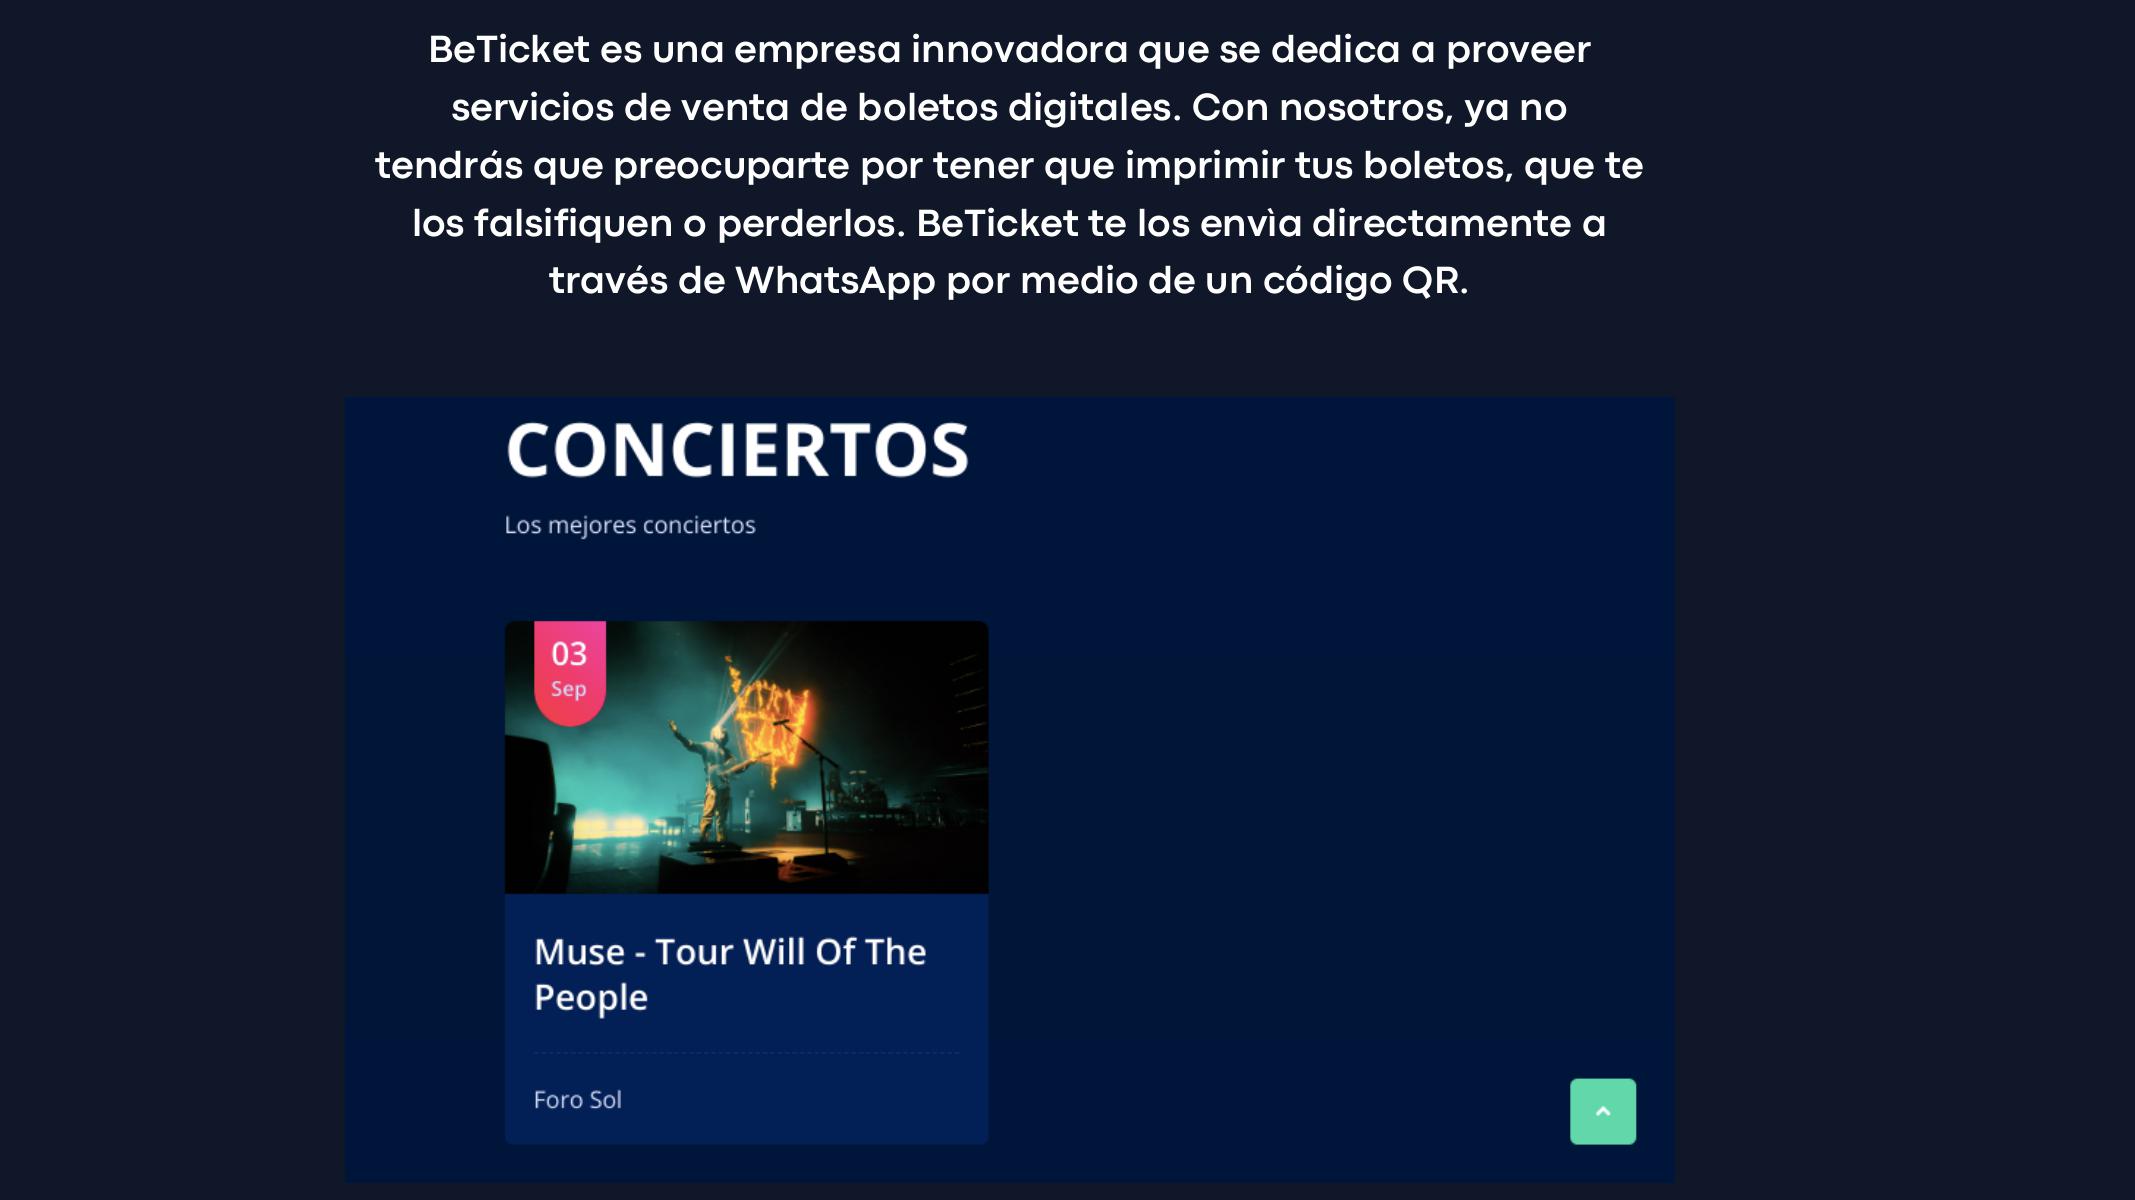 BeTicket es una empresa innovadora que se dedica a proveer
servicios de venta de boletos digitales. Con nosotros, ya no
tendrás que preocuparte por tener que imprimir tus boletos, que te
los falsifiquen o perderlos. BeTicket te los envìa directamente a
través de WhatsApp por medio de un código QR.
CONCIERTOS
Los mejores conciertos
03
Sep
Muse - Tour Will Of The
People
Foro Sol